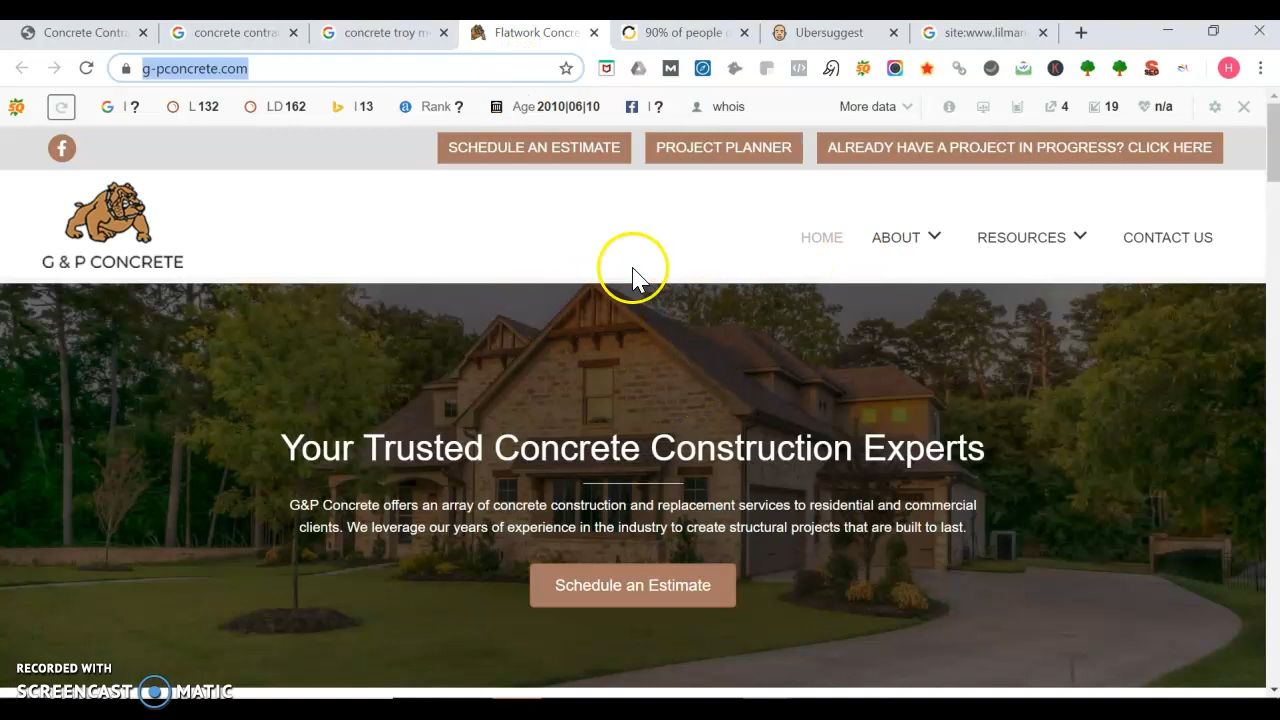 Concrete Contra
concrete contra
concrete troy m
Flatwork Concre
90% of people o
Ubersuggest
site:www.lilmar
g-pconcrete.com
H
I ?
L 132
LD 162
I 13
Rank ?
Age 2010|06|10
I ?
whois
More data
4
19
n/a
SCHEDULE AN ESTIMATE
PROJECT PLANNER
ALREADY HAVE A PROJECT IN PROGRESS? CLICK HERE
G & P CONCRETE
HOME
ABOUT
RESOURCES
CONTACT US
Your Trusted Concrete Construction Experts
G&P Concrete offers an array of concrete construction and replacement services to residential and commercial
clients. We leverage our years of experience in the industry to create structural projects that are built to last.
Schedule an Estimate
RECORDED WITH
SCREENCAST MATIC